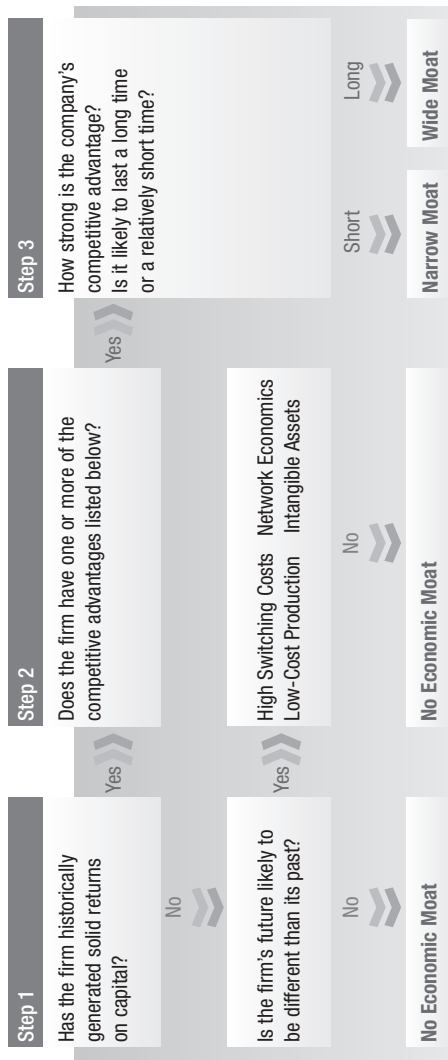 Step 1
Has the firm historically
generated solid returns
on capital?
Yes
No
Is the firm's future likely to
be different than its past?
Yes
No
No Economic Moat
Step 2
Does the firm have one or more of the
competitive advantages listed below?
Yes
High Switching Costs Network Economics
Low-Cost Production Intangible Assets
No
No Economic Moat
Step 3
How strong is the company's
competitive advantage?
Is it likely to last a long time
or a relatively short time?
Short
Long
Narrow Moat
Wide Moat